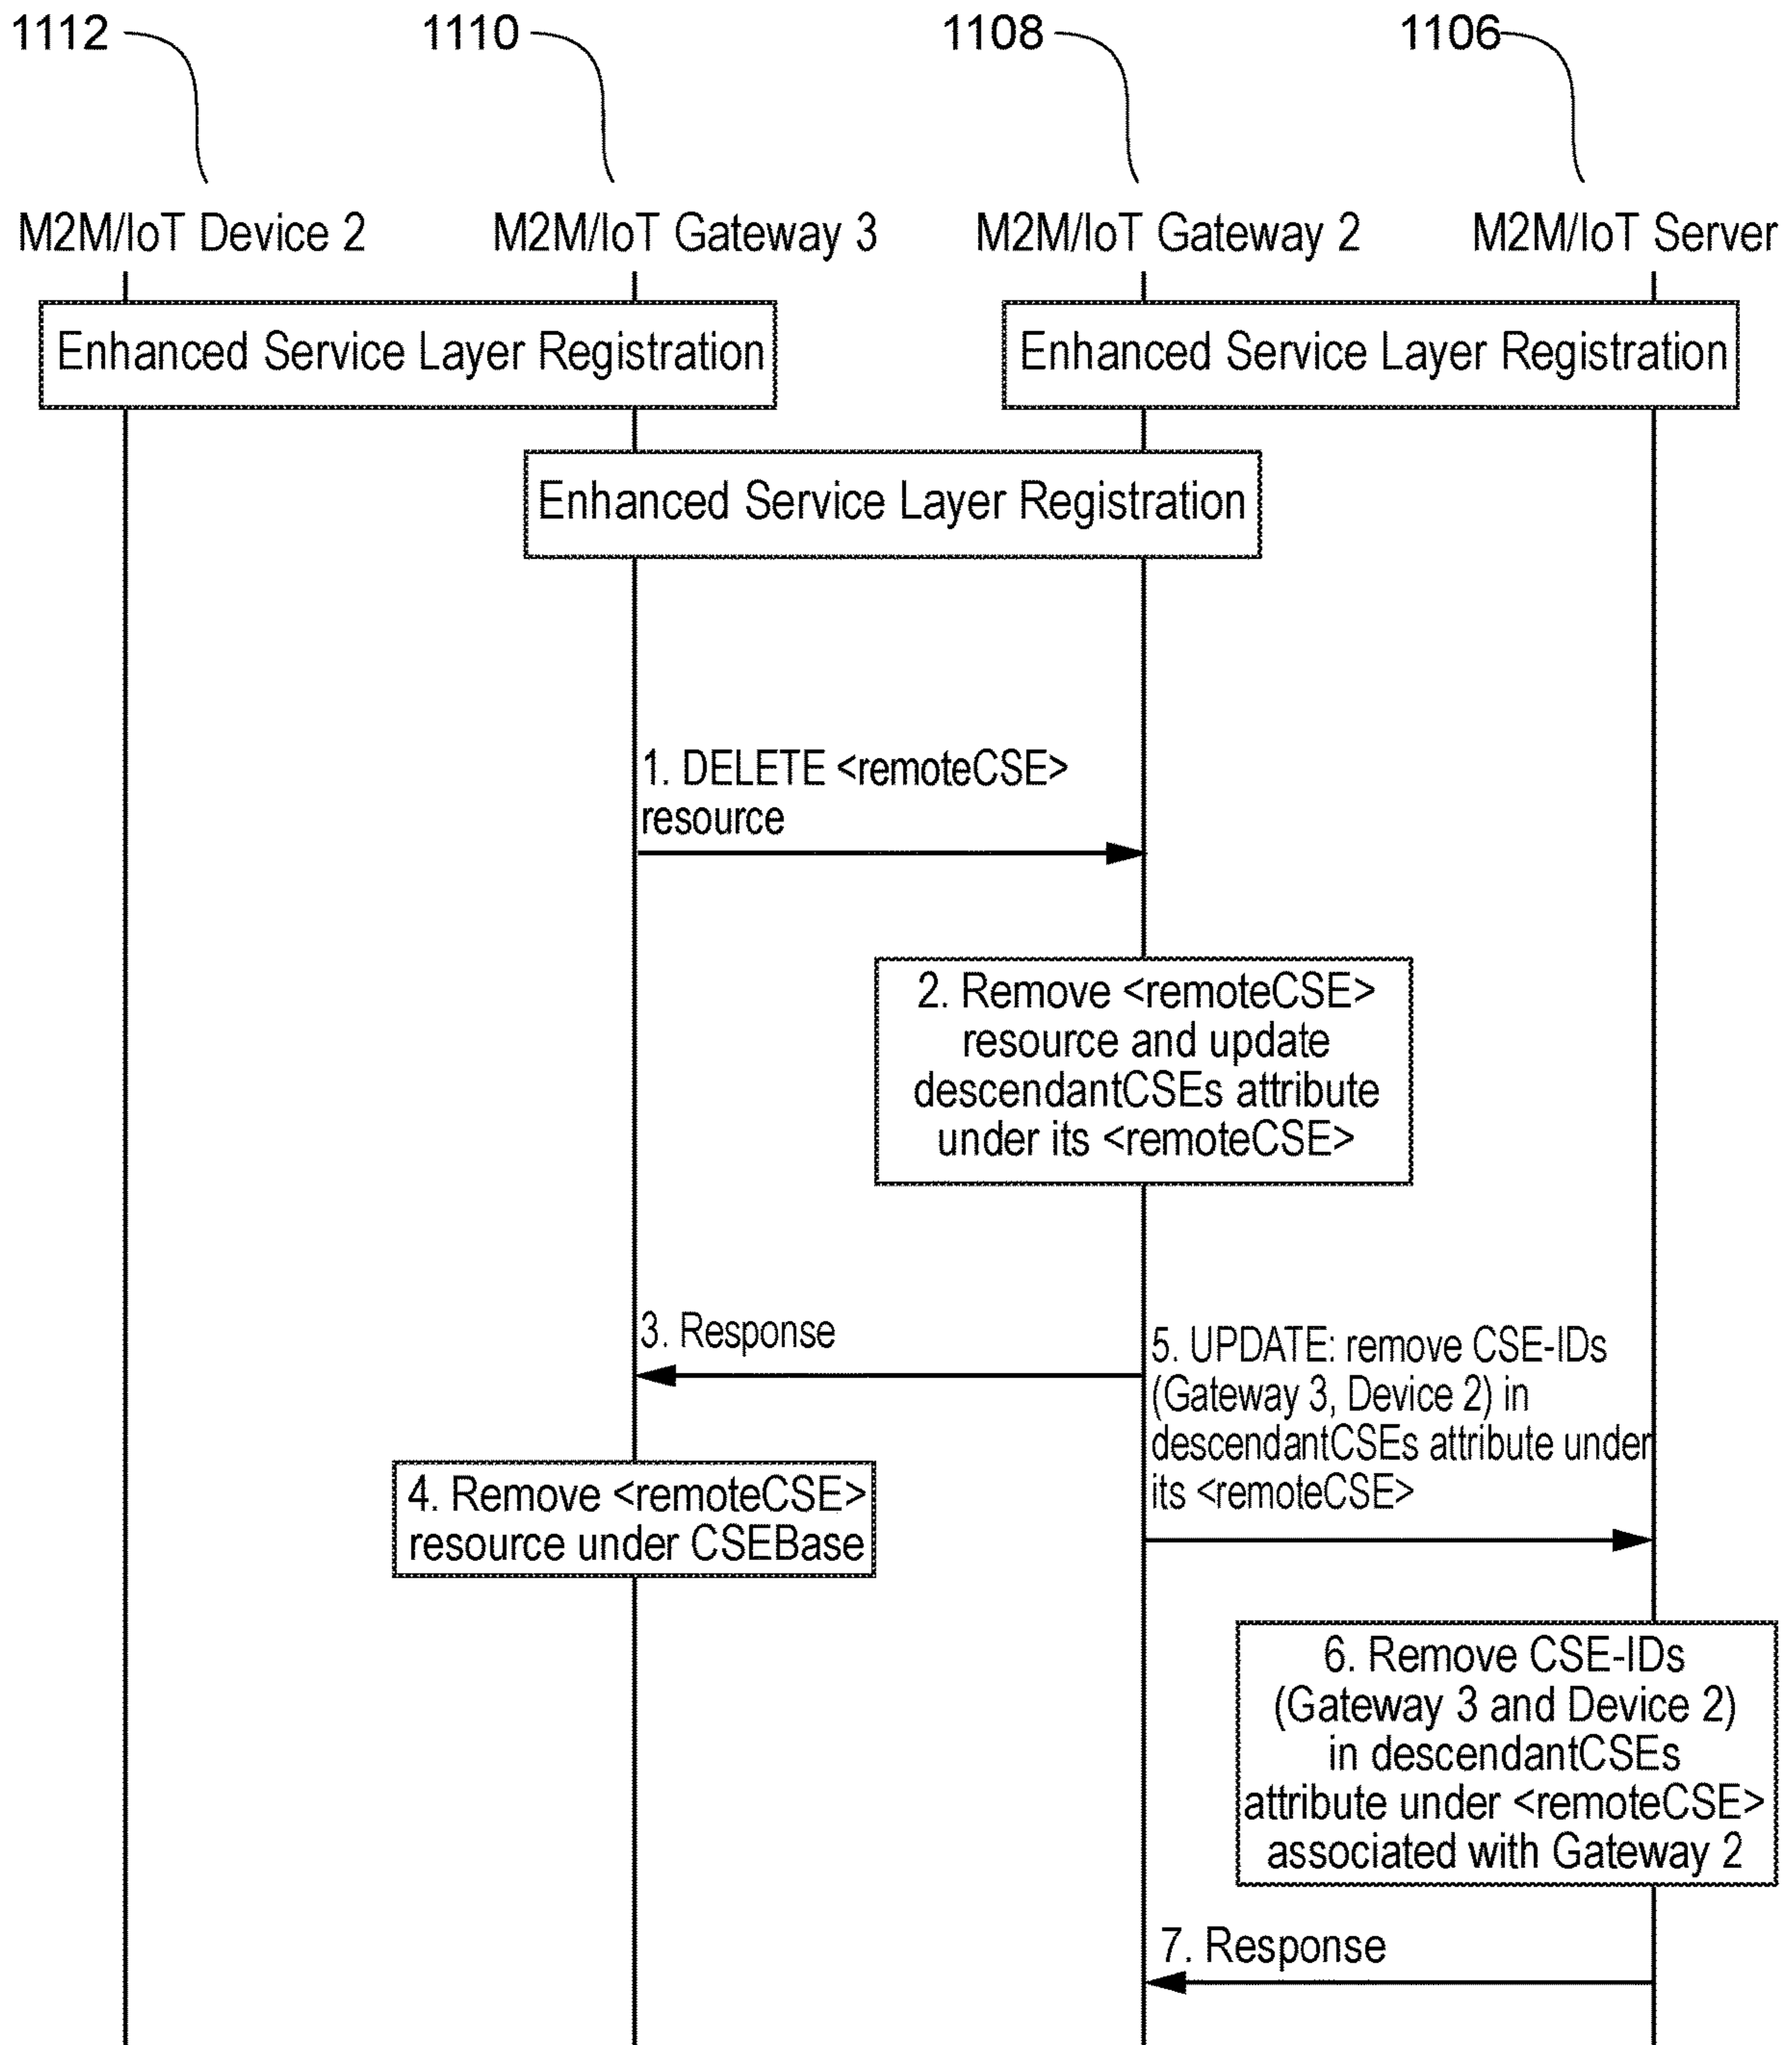 1112
1110
1108
1106
M2M/IoT Device 2
M2M/IoT Gateway 3
M2M/IoT Gateway 2
M2M/IoT Server
Enhanced Service Layer Registration
Enhanced Service Layer Registration
Enhanced Service Layer Registration
1. DELETE <remoteCSE>
resource
2. Remove <remoteCSE>
resource and update
descendantCSEs attribute
under its <remoteCSE>
3. Response
5. UPDATE: remove CSE-IDs
(Gateway 3, Device 2) in
descendantCSEs attribute under
its <remoteCSE>
4. Remove <remoteCSE>
resource under CSEBase
6. Remove CSE-IDs
(Gateway 3 and Device 2)
in descendantCSEs
attribute under <remoteCSE>
associated with Gateway 2
7. Response